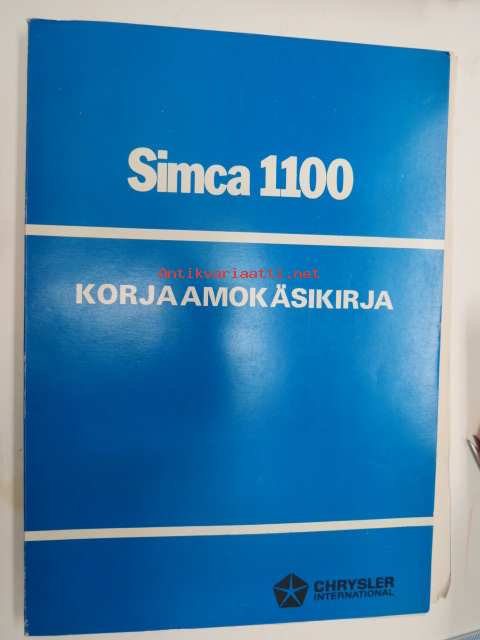 Simca 1100
Antikvariaatti.net
KORJAAMOKÄSIKIRJA
CHRYSLER
INTERNATIONAL